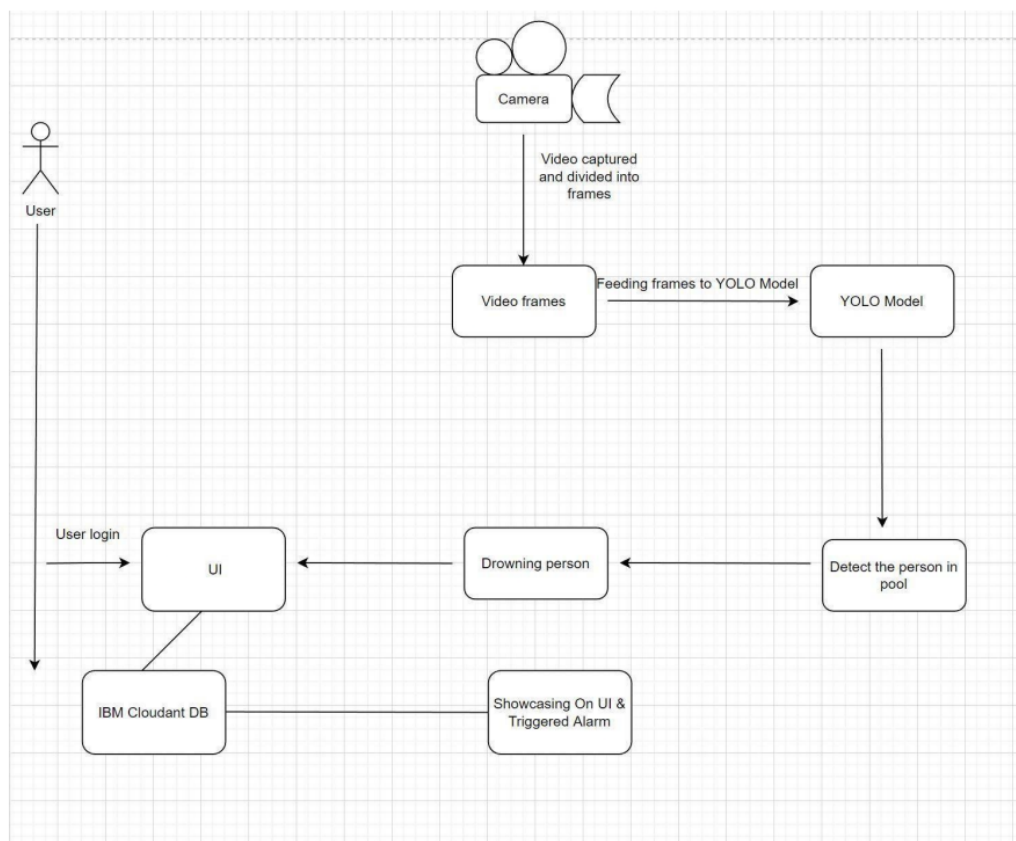 Camera
Video captured
and divided into
frames
User
Video frames
Feeding frames to YOLO Model
YOLO Model
User login
UI
Drowning person
Detect the person in
pool
IBM Cloudant DB
Showcasing On UI &
Triggered Alarm